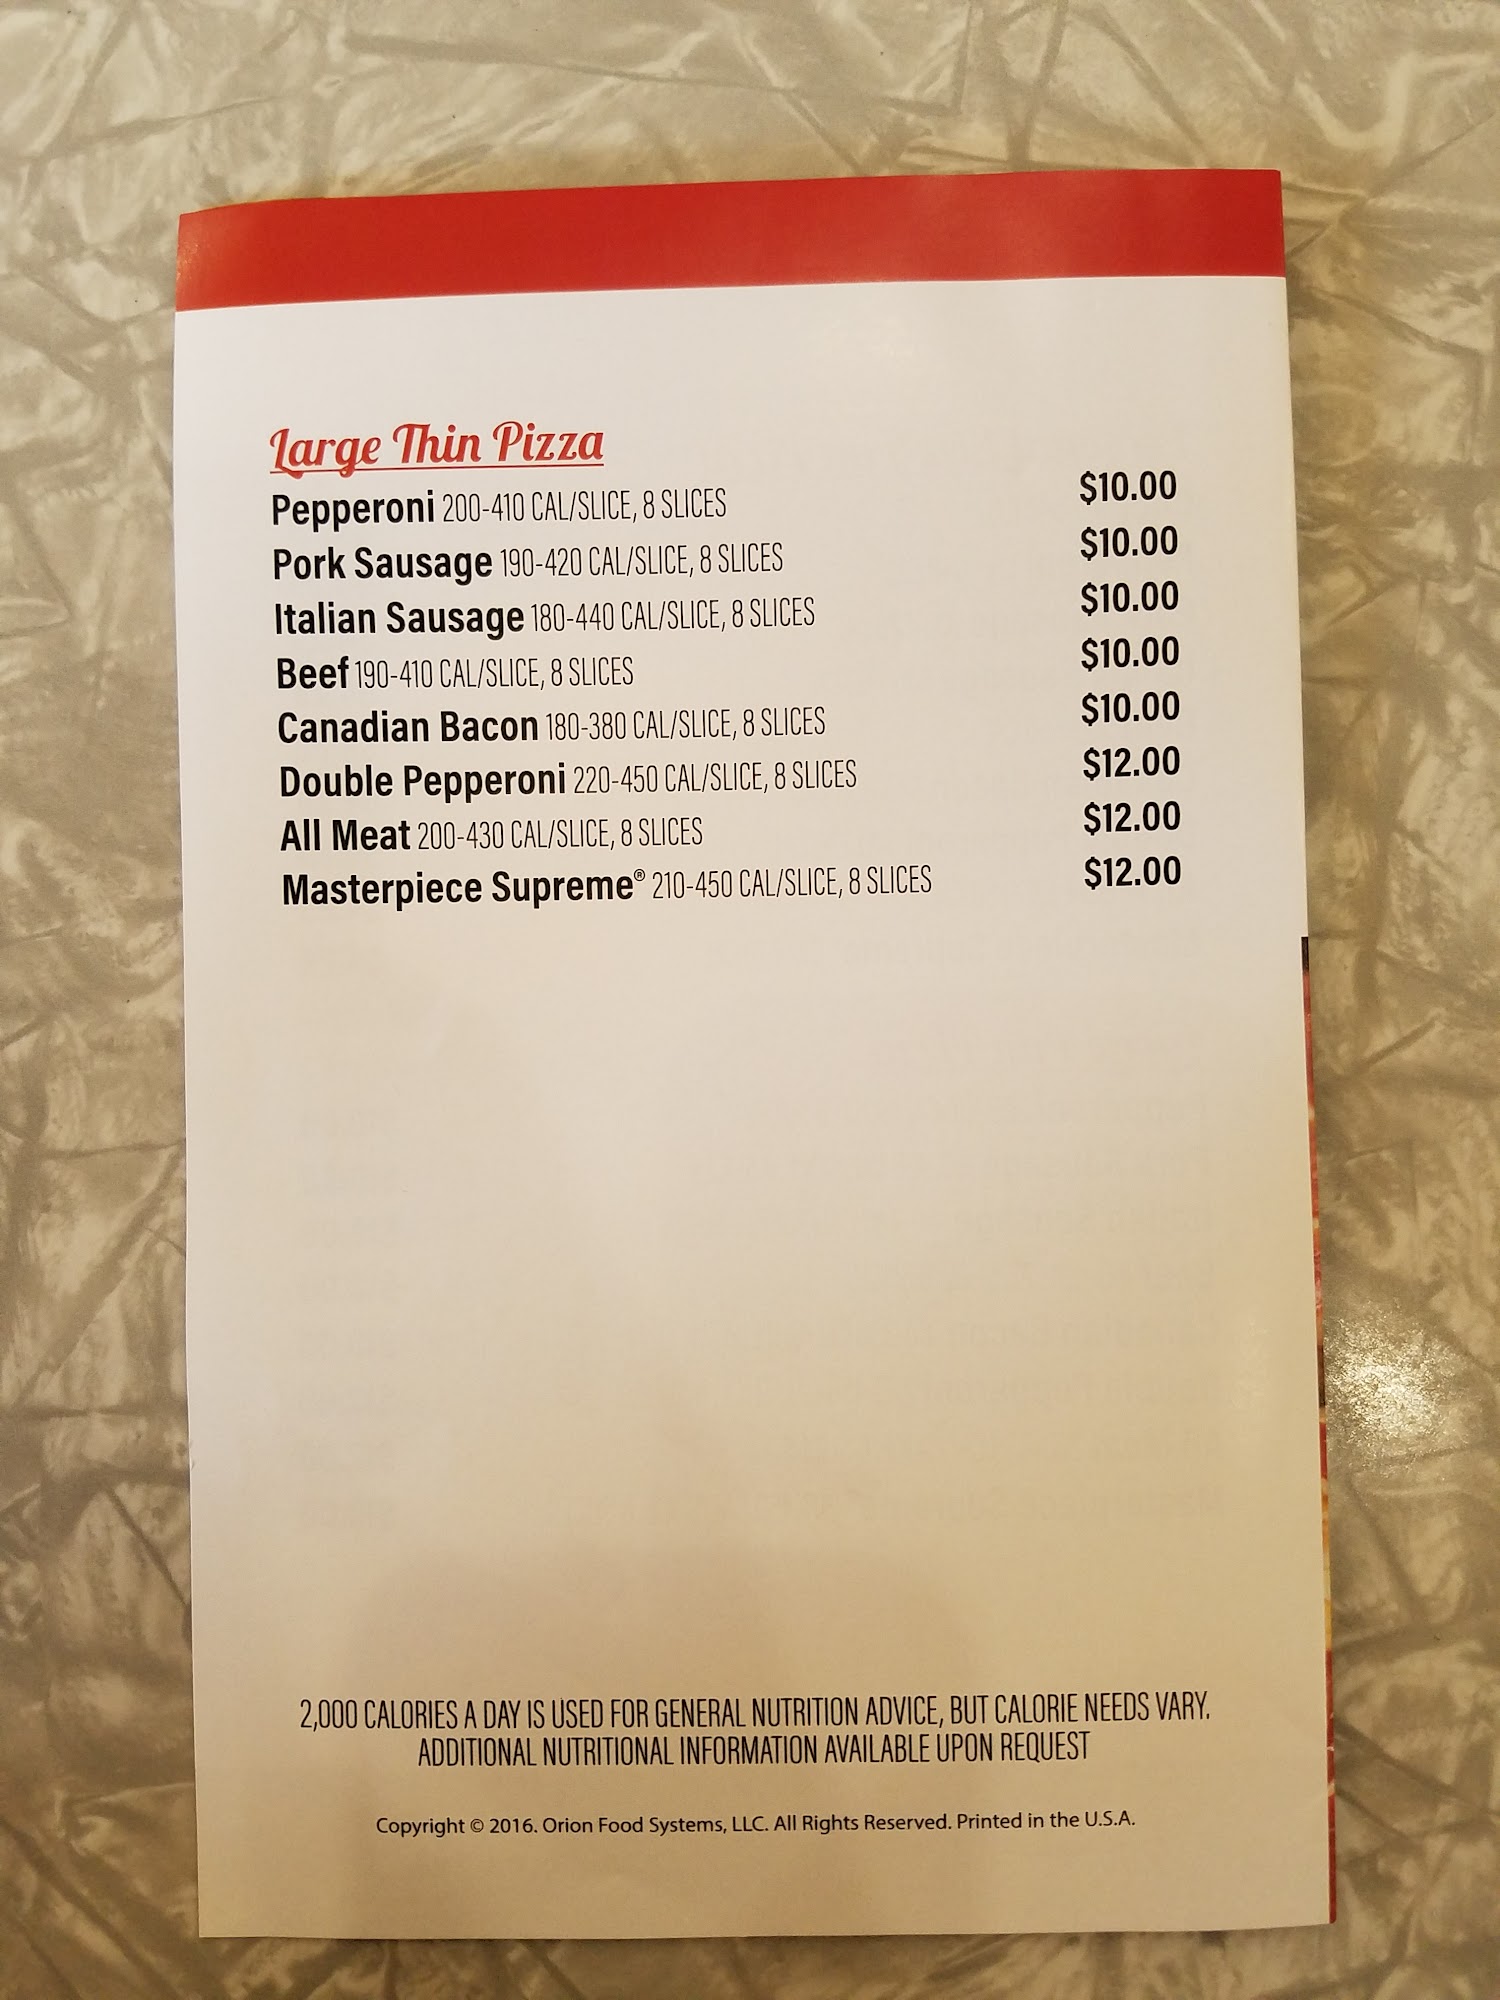 Large Thin Pizza
Pepperoni 200-410 CAL/SLICE, 8 SLICES $10.00
Pork Sausage 190-420 CAL/SLICE, 8 SLICES $10.00
Italian Sausage 180-440 CAL/SLICE, 8 SLICES $10.00
Beef 190-410 CAL/SLICE, 8 SLICES $10.00
Canadian Bacon 180-380 CAL/SLICE, 8 SLICES $10.00
Double Pepperoni 220-450 CAL/SLICE, 8 SLICES $12.00
All Meat 200-430 CAL/SLICE, 8 SLICES $12.00
Masterpiece Supreme® 210-450 CAL/SLICE, 8 SLICES $12.00
2,000 CALORIES A DAY IS USED FOR GENERAL NUTRITION ADVICE, BUT CALORIE NEEDS VARY.
ADDITIONAL NUTRITIONAL INFORMATION AVAILABLE UPON REQUEST
Copyright © 2016. Orion Food Systems, LLC. All Rights Reserved. Printed in the U.S.A.